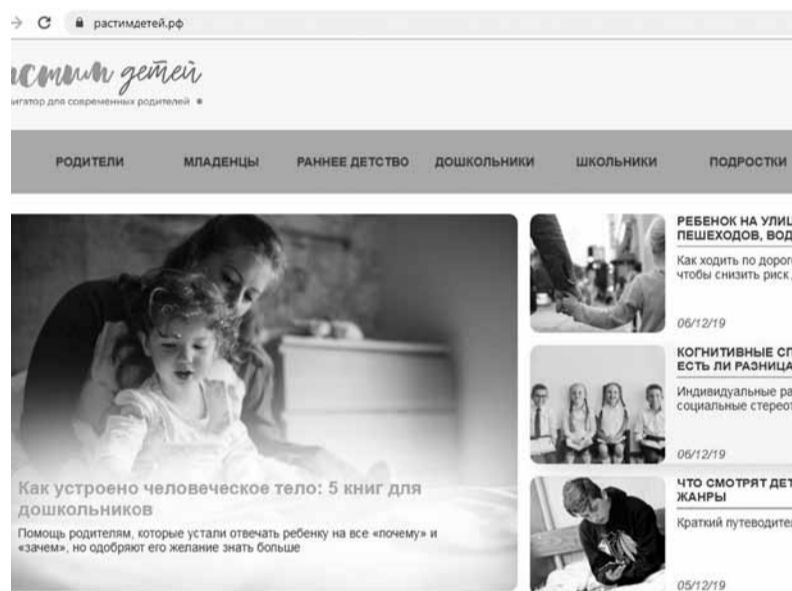 растимдетей.рф
растим детей
игатор для современных родителей
РОДИТЕЛИ МЛАДЕНЦЫ РАННЕЕ ДЕТСТВО ДОШКОЛЬНИКИ ШКОЛЬНИКИ ПОДРОСТКИ
Как устроено человеческое тело: 5 книг для
дошкольников
Помощь родителям, которые устали отвечать ребенку на все «почему» и
«зачем», но одобряют его желание знать больше
РЕБЕНОК НА УЛИЦ
ПЕШЕХОДОВ, ВОД
Как ходить по дорог
чтобы снизить риск
06/12/19
КОГНИТИВНЫЕ СП
ЕСТЬ ЛИ РАЗНИЦА
Индивидуальные ра
социальные стереот
06/12/19
ЧТО СМОТРЯТ ДЕТ
ЖАНРЫ
Краткий путеводител
05/12/19